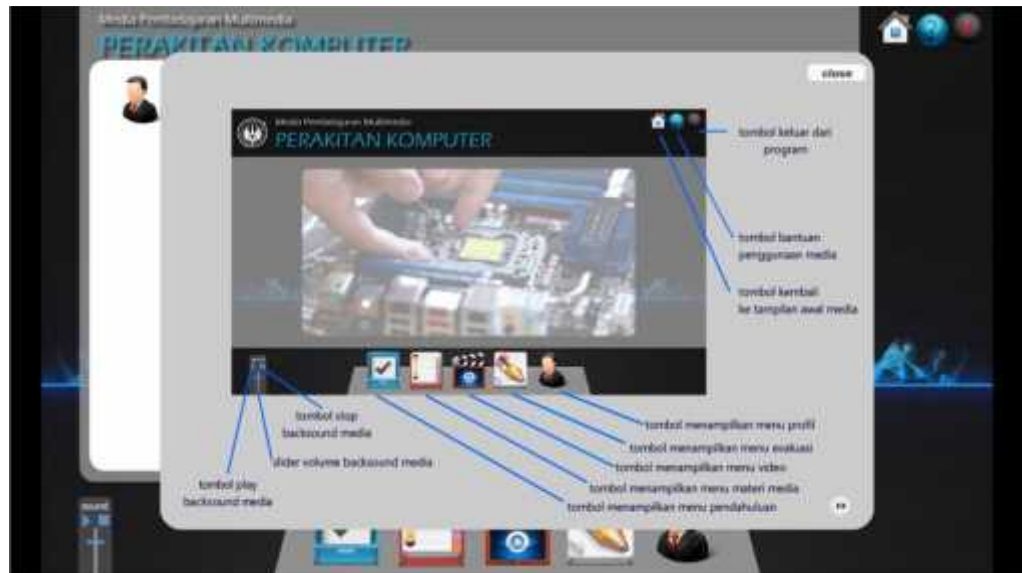 Media Pembelajaran Multimedia
PERAKITAN KOMPUTER
close
Media Pembelajaran Multimedia
PERAKITAN KOMPUTER
tombol keluar dari
program
tombol bantuan
penggunaan media
tombol kembali
ke tampilan awal media
tombol stop
backsound media
slider volume backsound media
tombol play
backsound media
tombol menampilkan menu profil
tombol menampilkan menu evaluasi
tombol menampilkan menu video
tombol menampilkan menu materi media
tombol menampilkan menu pendahuluan
sound